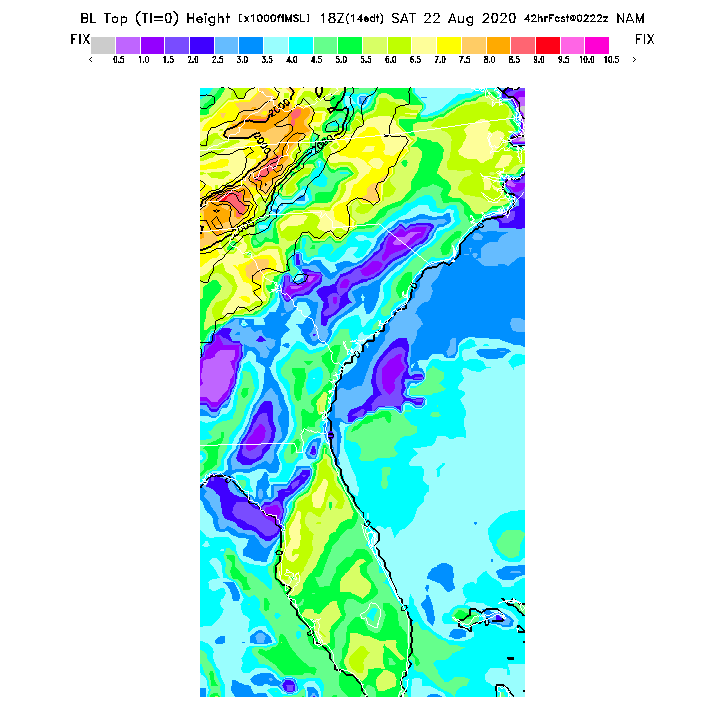 BL Top (TI=0) Height [x1000ftMSL] 18Z(14edt) SAT 22 Aug 2020 42hrFcst@0222z NAM
FIX FIX
< 0.5 1.0 1.5 2.0 2.5 3.0 3.5 4.0 4.5 5.0 5.5 6.0 6.5 7.0 7.5 8.0 8.5 9.0 9.5 10.0 10.5 >
2000
2000